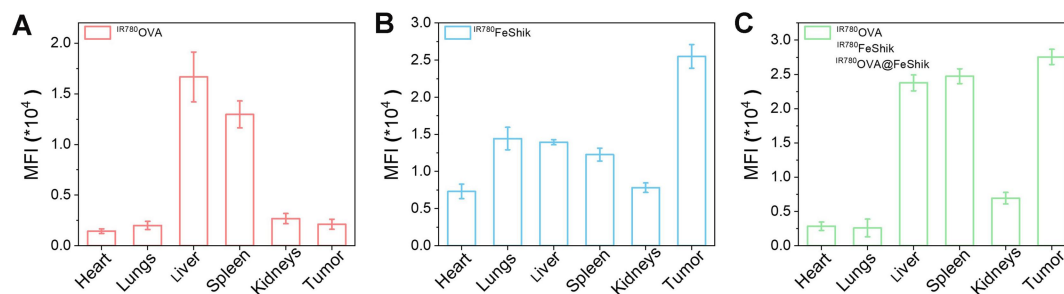 A
IR780OVA
MFI (*10⁴)
2.0
1.5
1.0
0.5
0.0
Heart
Lungs
Liver
Spleen
Kidneys
Tumor
B
IR780FeShik
MFI (*10⁴)
3.0
2.5
2.0
1.5
1.0
0.5
0.0
Heart
Lungs
Liver
Spleen
Kidneys
Tumor
C
IR780OVA
IR780FeShik
IR780OVA@FeShik
MFI (*10⁴)
3.0
2.5
2.0
1.5
1.0
0.5
0.0
Heart
Lungs
Liver
Spleen
Kidneys
Tumor